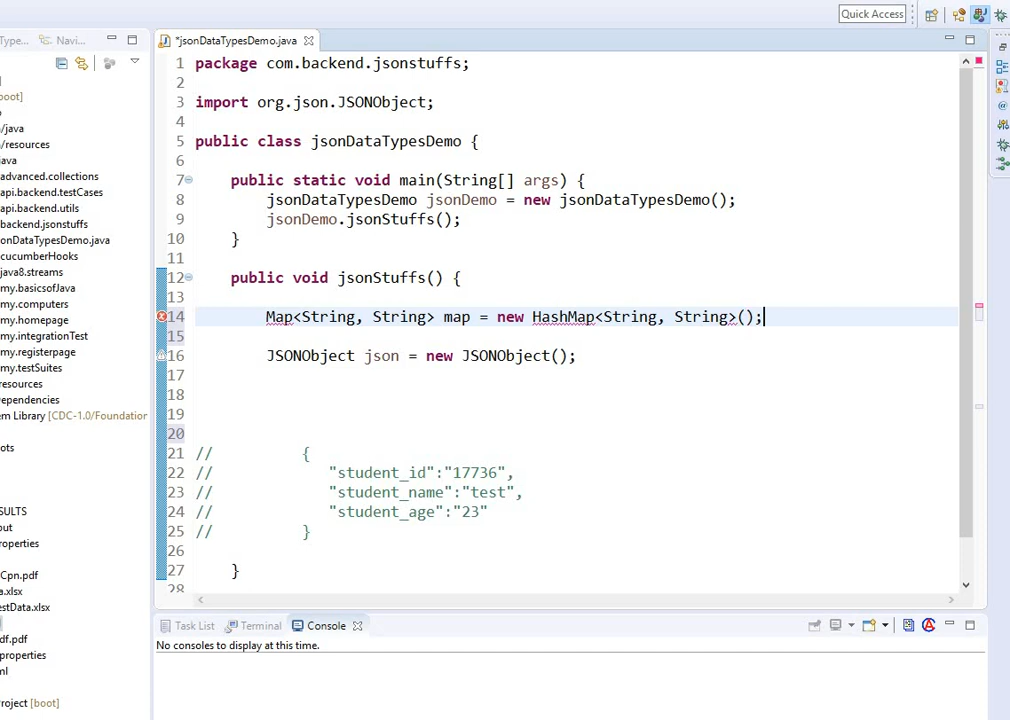 Quick Access
Type...
Navi...
*jsonDataTypesDemo.java
boot]
/java
/resources
java
advanced.collections
api.backend.testCases
api.backend.utils
backend.jsonstuffs
onDataTypesDemo.java
cucumberHooks
java8.streams
my.basicsofJava
my.computers
my.homepage
my.integrationTest
my.registerpage
my.testSuites
resources
ependencies
em Library [CDC-1.0/Foundation
ots
SULTS
put
roperties
Cpn.pdf
a.xlsx
estData.xlsx
df.pdf
properties
ml
roject [boot]
1 package com.backend.jsonstuffs;
2
3 import org.json.JSONObject;
4
5 public class jsonDataTypesDemo {
6
7 public static void main(String[] args) {
8 jsonDataTypesDemo jsonDemo = new jsonDataTypesDemo();
9 jsonDemo.jsonStuffs();
10 }
11
12 public void jsonStuffs() {
13
14 Map<String, String> map = new HashMap<String, String>();
15
16 JSONObject json = new JSONObject();
17
18
19
20
21 // {
22 // "student_id":"17736",
23 // "student_name":"test",
24 // "student_age":"23"
25 // }
26
27 }
28
Task List
Terminal
Console
No consoles to display at this time.